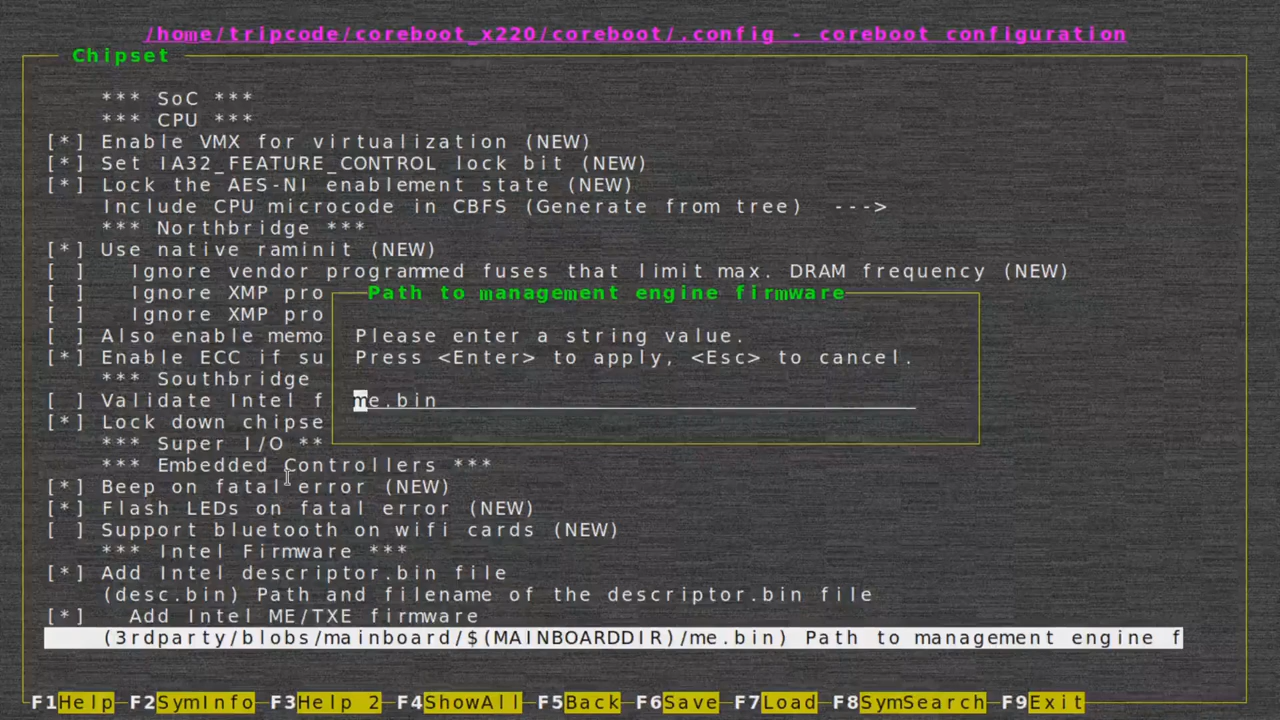 /home/tripcode/coreboot_x220/coreboot/.config - coreboot configuration
Chipset
*** SoC ***
*** CPU ***
[*] Enable VMX for virtualization (NEW)
[*] Set IA32_FEATURE_CONTROL lock bit (NEW)
[*] Lock the AES-NI enablement state (NEW)
Include CPU microcode in CBFS (Generate from tree)  --->
*** Northbridge ***
[*] Use native raminit (NEW)
[ ]   Ignore vendor programmed fuses that limit max. DRAM frequency (NEW)
[ ]   Ignore XMP pro
[ ]   Ignore XMP pro
[ ] Also enable memo
[*] Enable ECC if su
*** Southbridge
[ ] Validate Intel f
[*] Lock down chipse
*** Super I/O **
Path to management engine firmware
Please enter a string value.
Press <Enter> to apply, <Esc> to cancel.
me.bin
*** Embedded Controllers ***
[*] Beep on fatal error (NEW)
[*] Flash LEDs on fatal error (NEW)
[ ] Support bluetooth on wifi cards (NEW)
*** Intel Firmware ***
[*] Add Intel descriptor.bin file
(desc.bin) Path and filename of the descriptor.bin file
[*]   Add Intel ME/TXE firmware
(3rdparty/blobs/mainboard/$(MAINBOARDDIR)/me.bin) Path to management engine f
F1Help F2SymInfo F3Help 2 F4ShowAll F5Back F6Save F7Load F8SymSearch F9Exit